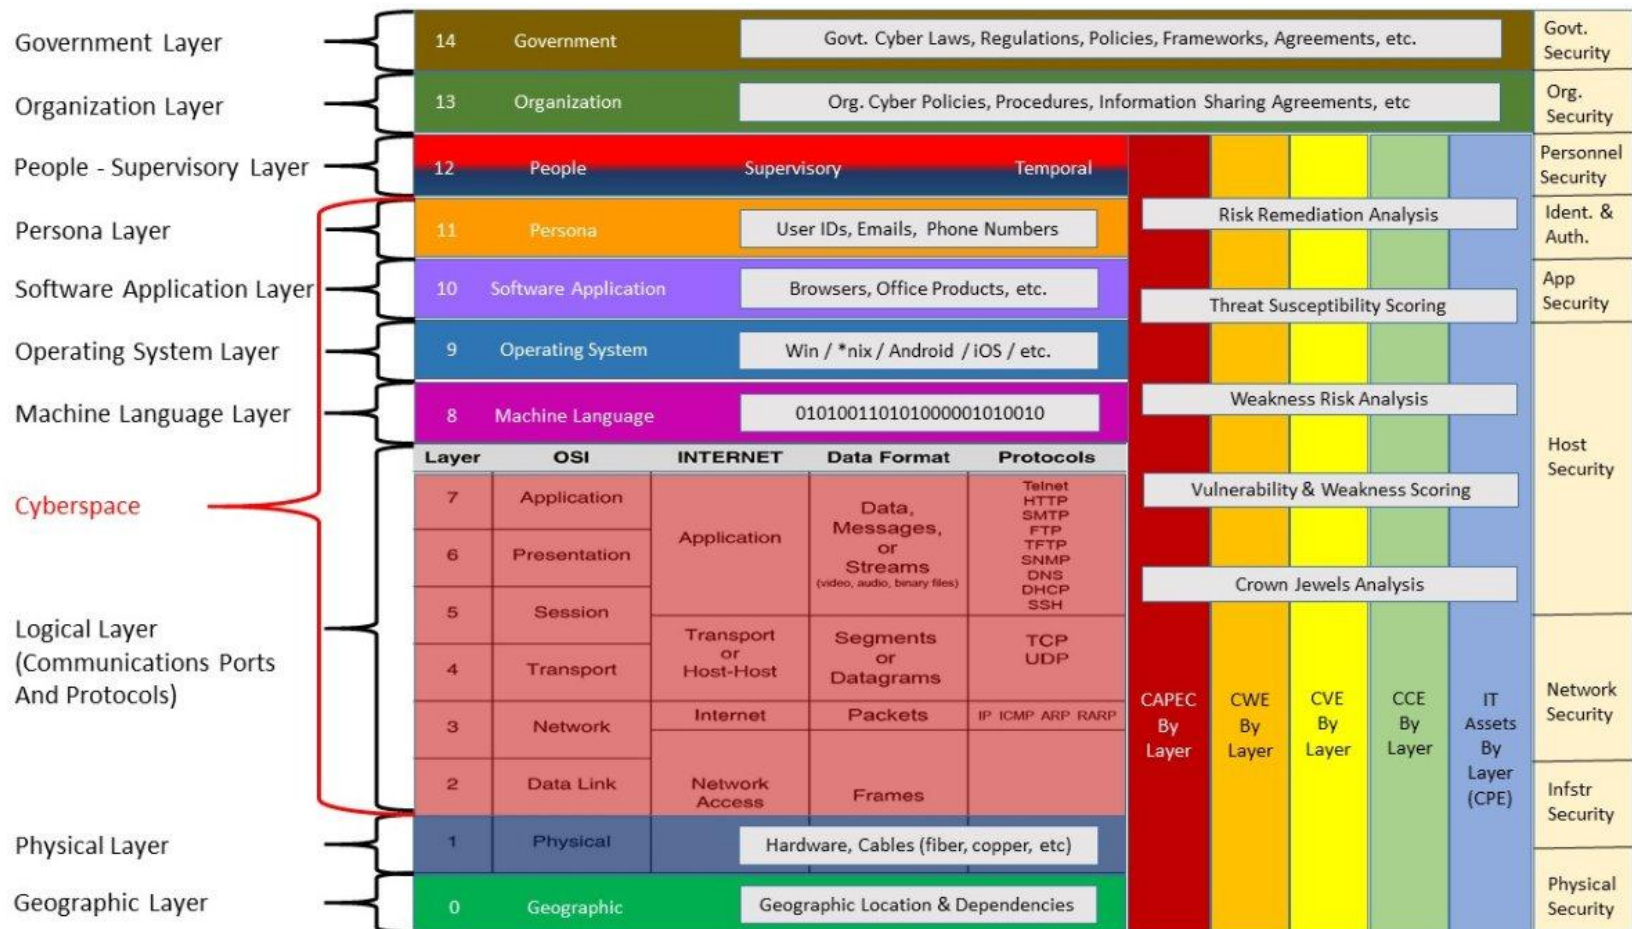 Government Layer
14 Government Govt. Cyber Laws, Regulations, Policies, Frameworks, Agreements, etc.
Govt.
Security
Organization Layer
13 Organization Org. Cyber Policies, Procedures, Information Sharing Agreements, etc
Org.
Security
People - Supervisory Layer
12 People Supervisory Temporal
Personnel
Security
Persona Layer
11 Persona User IDs, Emails, Phone Numbers
Risk Remediation Analysis
Ident. &
Auth.
Software Application Layer
10 Software Application Browsers, Office Products, etc.
Threat Susceptibility Scoring
App
Security
Operating System Layer
9 Operating System Win / *nix / Android / iOS / etc.
Machine Language Layer
8 Machine Language 010100110101000001010010
Weakness Risk Analysis
Host
Security
Layer OSI INTERNET Data Format Protocols
Cyberspace
7 Application
6 Presentation
5 Session
Application
Data,
Messages,
or
Streams
(video, audio, binary files)
Telnet
HTTP
SMTP
FTP
TFTP
SNMP
DNS
DHCP
SSH
Vulnerability & Weakness Scoring
Crown Jewels Analysis
Logical Layer
(Communications Ports
And Protocols)
4 Transport
Transport
or
Host-Host
Segments
or
Datagrams
TCP
UDP
3 Network Internet Packets IP ICMP ARP RARP
2 Data Link
Network
Access
Frames
CAPEC
By
Layer
CWE
By
Layer
CVE
By
Layer
CCE
By
Layer
IT
Assets
By
Layer
(CPE)
Network
Security
Infstr
Security
Physical Layer
1 Physical Hardware, Cables (fiber, copper, etc)
Geographic Layer
0 Geographic Geographic Location & Dependencies
Physical
Security